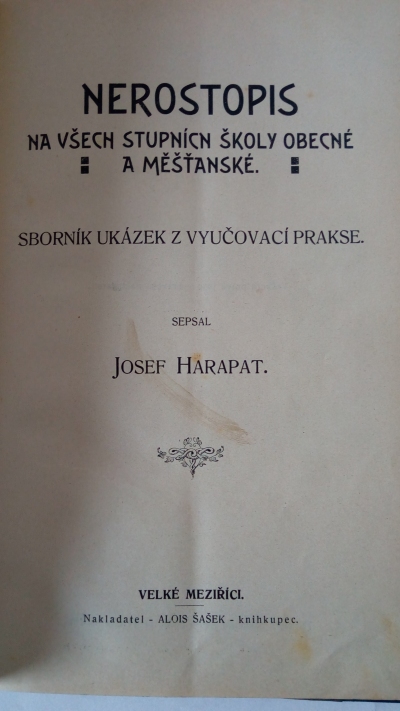 NEROSTOPIS
NA VŠECH STUPNÍCH ŠKOLY OBECNÉ
A MĚŠŤANSKÉ.
SBORNÍK UKÁZEK Z VYUČOVACÍ PRAKSE.
SEPSAL
JOSEF HARAPAT.
VELKÉ MEZIŘÍCI.
Nakladatel - ALOIS ŠAŠEK - knihkupec.